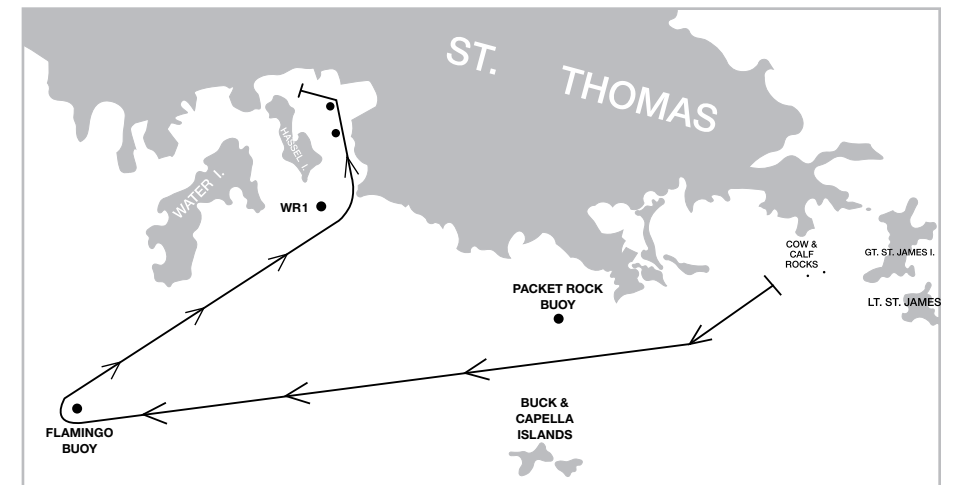 ST. THOMAS
HASSEL I.
WATER I.
WR1
COW &
CALF
ROCKS
GT. ST. JAMES I.
PACKET ROCK
BUOY
LT. ST. JAMES
BUCK &
CAPELLA
ISLANDS
FLAMINGO
BUOY